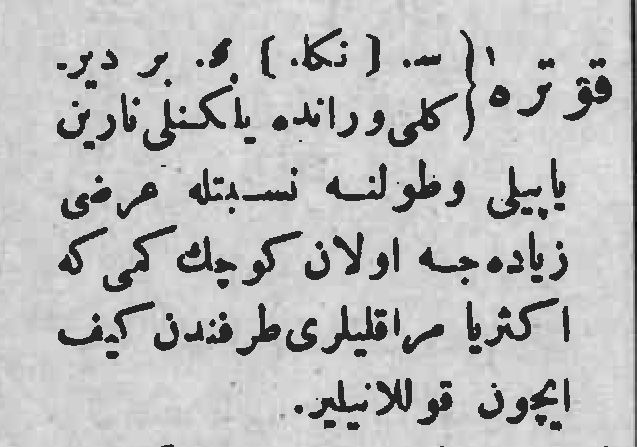 قوتره { س. [ نكا. ] گ. بر دير.
كلى ورانده يلكنلى نارين
ياپيلى وطولنه نسبتله عرضى
زياده‌جه اولان كوچك كمى كه
اكثريا مراقليلرى طرفندن كيف
ايچون قوللانيلير.